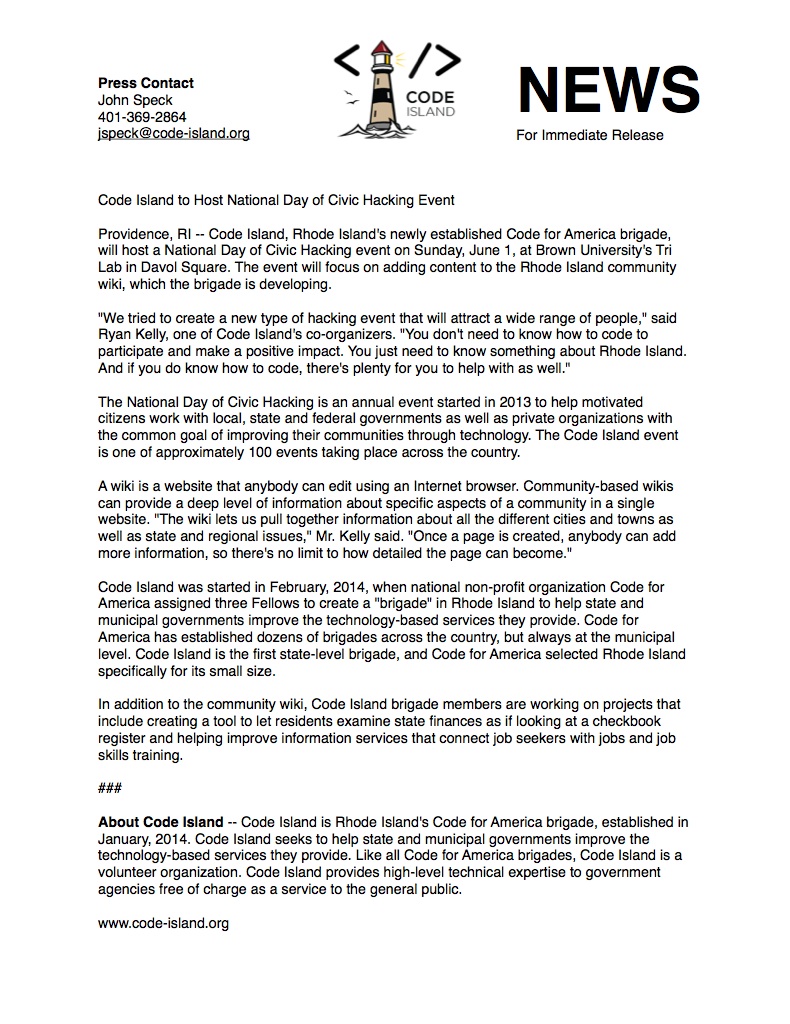 Press Contact
John Speck
401-369-2864
jspeck@code-island.org
< />
CODE
ISLAND
NEWS
For Immediate Release
Code Island to Host National Day of Civic Hacking Event
Providence, RI -- Code Island, Rhode Island's newly established Code for America brigade,
will host a National Day of Civic Hacking event on Sunday, June 1, at Brown University's Tri
Lab in Davol Square. The event will focus on adding content to the Rhode Island community
wiki, which the brigade is developing.
"We tried to create a new type of hacking event that will attract a wide range of people," said
Ryan Kelly, one of Code Island's co-organizers. "You don't need to know how to code to
participate and make a positive impact. You just need to know something about Rhode Island.
And if you do know how to code, there's plenty for you to help with as well."
The National Day of Civic Hacking is an annual event started in 2013 to help motivated
citizens work with local, state and federal governments as well as private organizations with
the common goal of improving their communities through technology. The Code Island event
is one of approximately 100 events taking place across the country.
A wiki is a website that anybody can edit using an Internet browser. Community-based wikis
can provide a deep level of information about specific aspects of a community in a single
website. "The wiki lets us pull together information about all the different cities and towns as
well as state and regional issues," Mr. Kelly said. "Once a page is created, anybody can add
more information, so there's no limit to how detailed the page can become."
Code Island was started in February, 2014, when national non-profit organization Code for
America assigned three Fellows to create a "brigade" in Rhode Island to help state and
municipal governments improve the technology-based services they provide. Code for
America has established dozens of brigades across the country, but always at the municipal
level. Code Island is the first state-level brigade, and Code for America selected Rhode Island
specifically for its small size.
In addition to the community wiki, Code Island brigade members are working on projects that
include creating a tool to let residents examine state finances as if looking at a checkbook
register and helping improve information services that connect job seekers with jobs and job
skills training.
###
About Code Island -- Code Island is Rhode Island's Code for America brigade, established in
January, 2014. Code Island seeks to help state and municipal governments improve the
technology-based services they provide. Like all Code for America brigades, Code Island is a
volunteer organization. Code Island provides high-level technical expertise to government
agencies free of charge as a service to the general public.
www.code-island.org